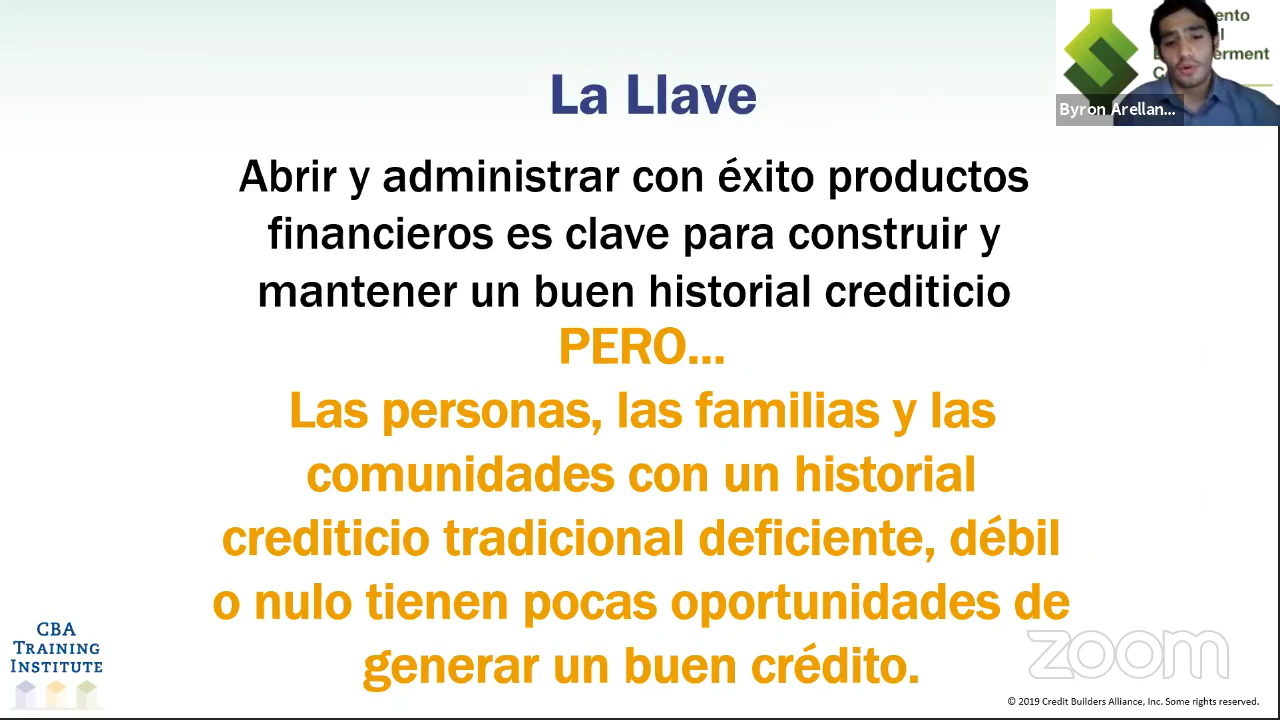 La Llave
Abrir y administrar con éxito productos
financieros es clave para construir y
mantener un buen historial crediticio
PERO...
Las personas, las familias y las
comunidades con un historial
crediticio tradicional deficiente, débil
o nulo tienen pocas oportunidades de
generar un buen crédito.
Byron Arellan...
CBA
TRAINING
INSTITUTE
zoom
© 2019 Credit Builders Alliance, Inc. Some rights reserved.